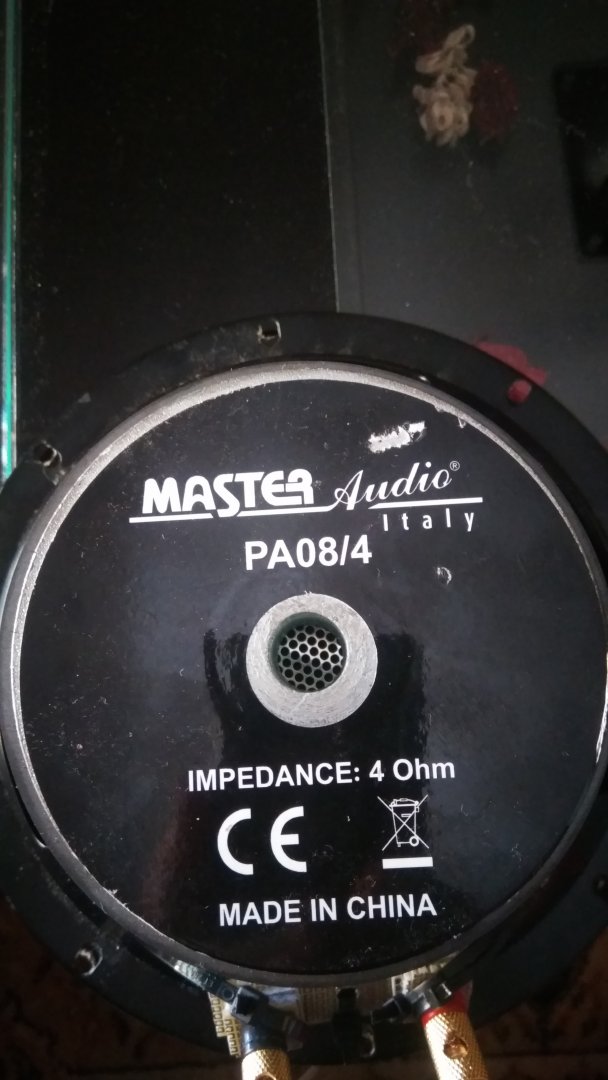 MASTER Audio®
Italy
PA08/4
IMPEDANCE: 4 Ohm
CE
MADE IN CHINA